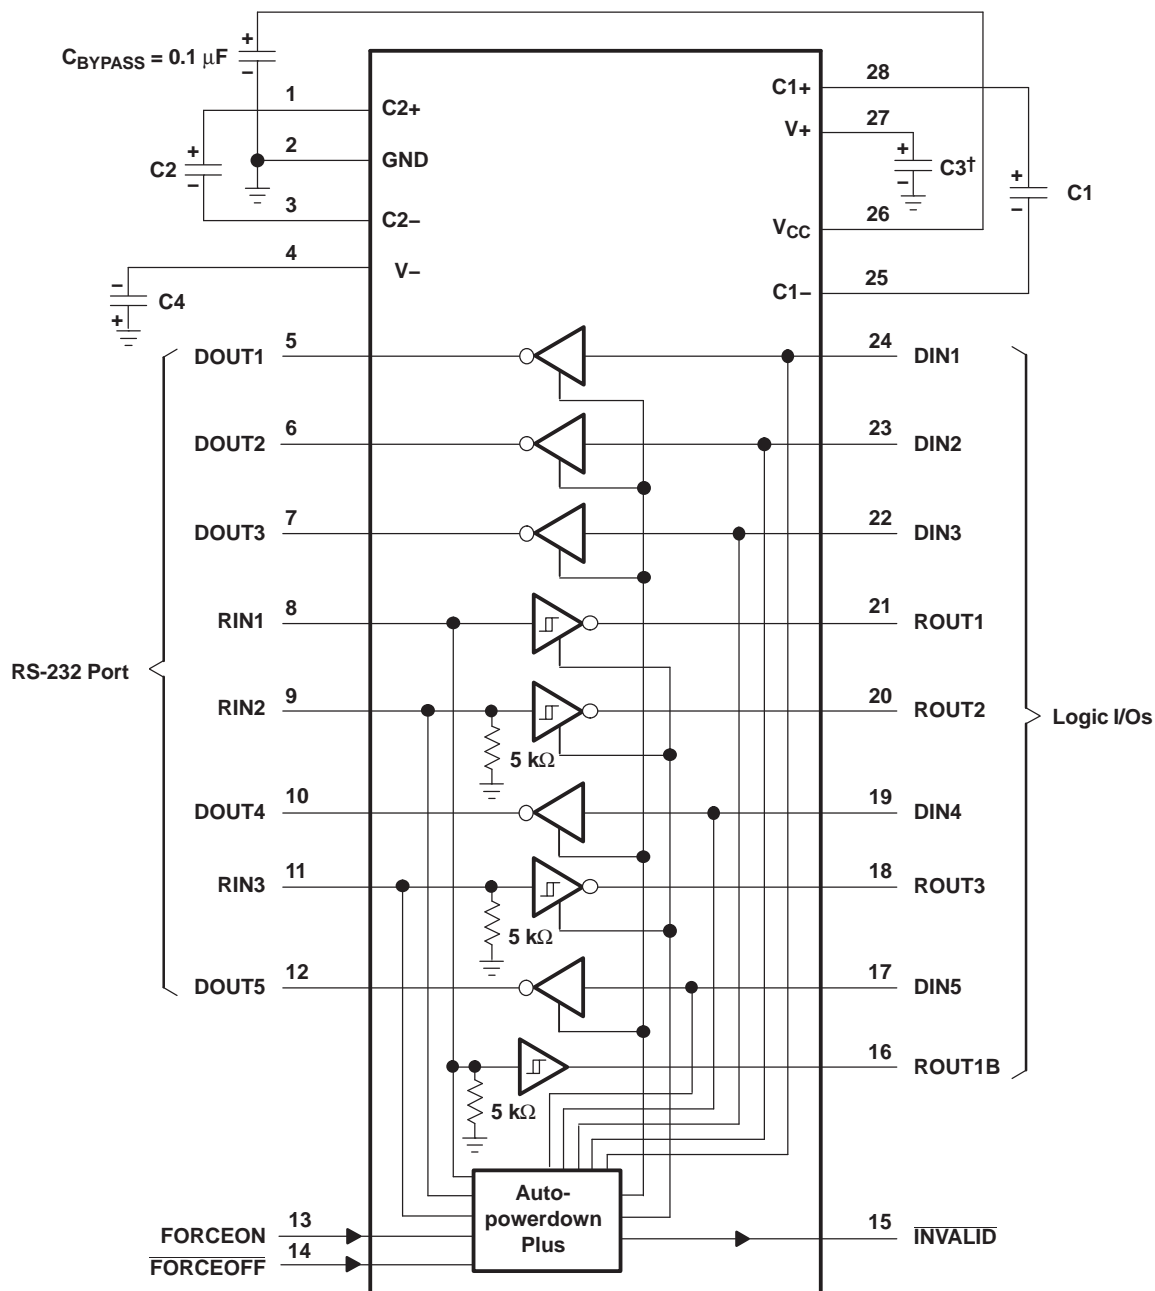 C_BYPASS = 0.1 μF
+
−
1
C2+
C2
+
−
2
GND
3
C2−
4
V−
−
C4
+
28
C1+
27
V+
+
C3†
−
+
C1
−
26
V_CC
25
C1−
DOUT1 5
24 DIN1
DOUT2 6
23 DIN2
DOUT3 7
22 DIN3
RIN1 8
21 ROUT1
RS-232 Port
RIN2 9
20 ROUT2
Logic I/Os
5 kΩ
DOUT4 10
19 DIN4
RIN3 11
18 ROUT3
5 kΩ
DOUT5 12
17 DIN5
16 ROUT1B
5 kΩ
Auto-
powerdown
Plus
FORCEON 13
15 INVALID
FORCEOFF 14